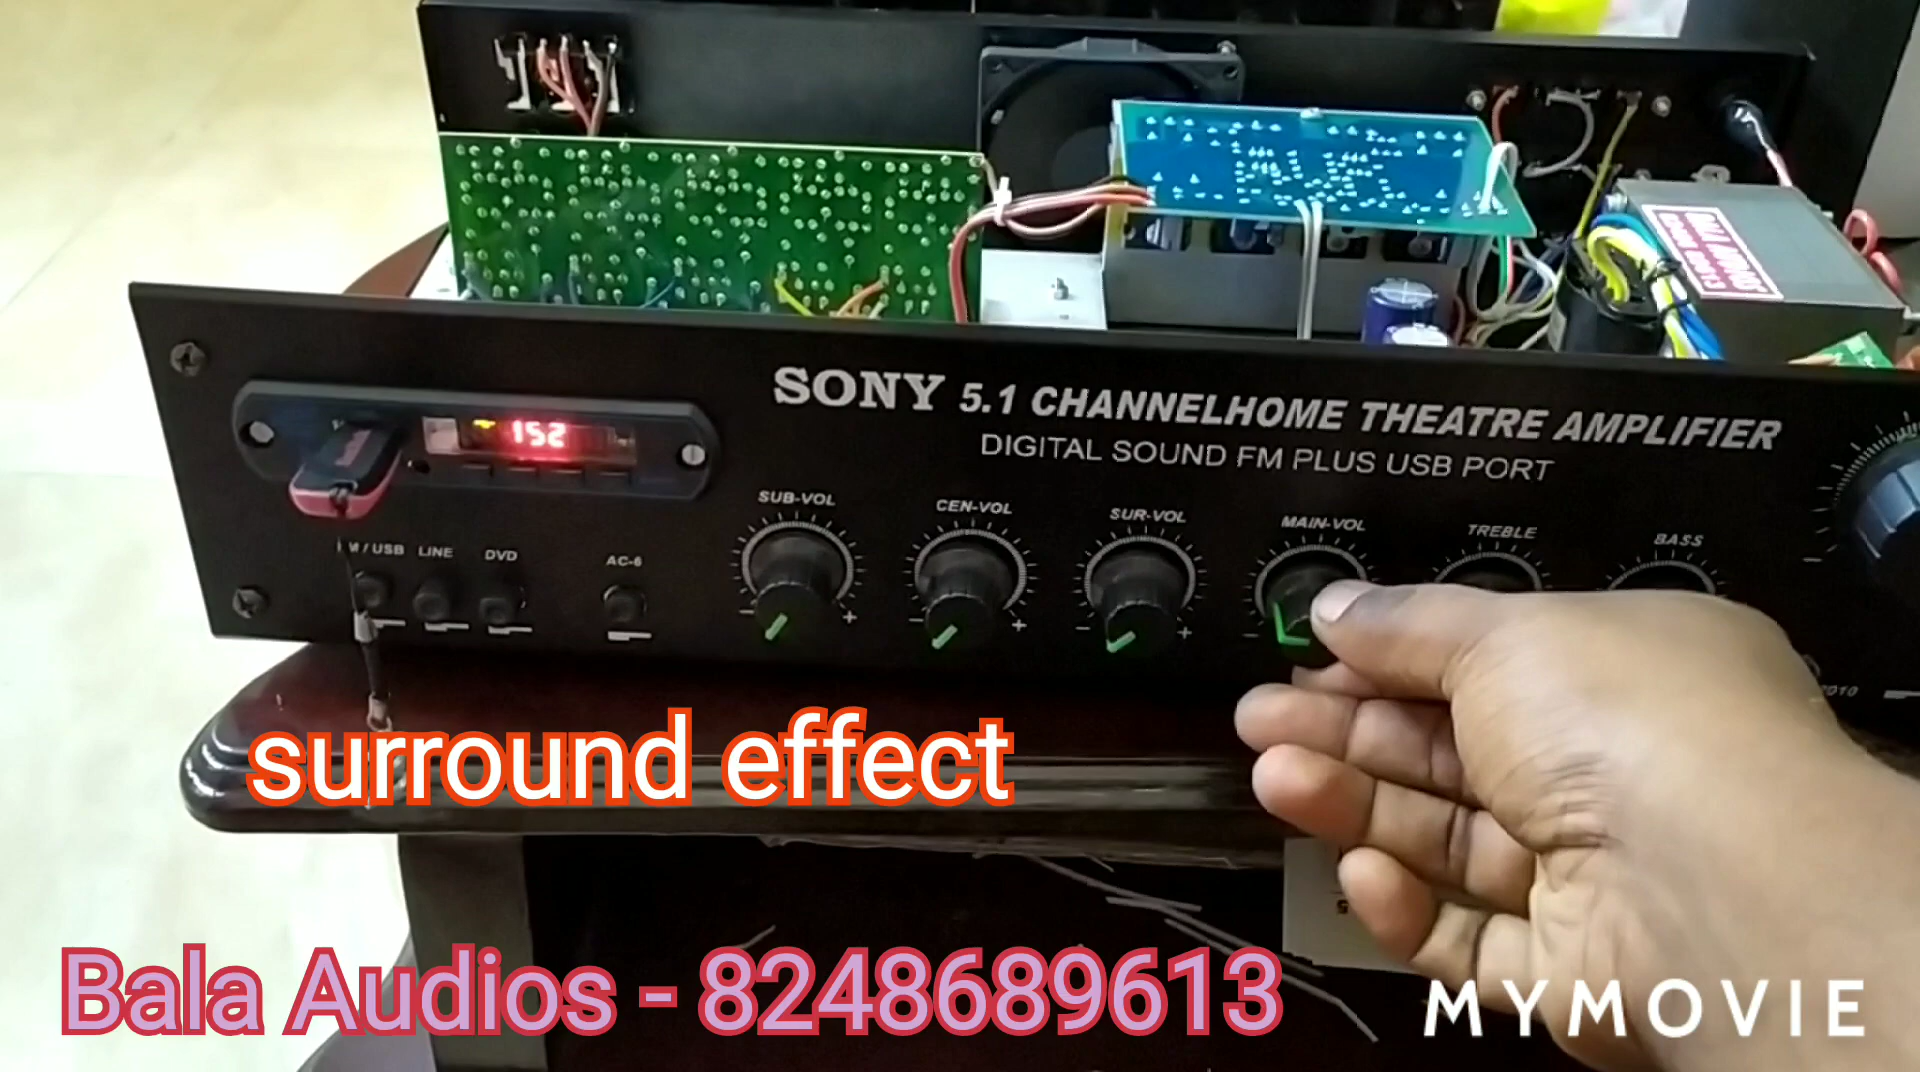 SONY 5.1 CHANNELHOME THEATRE AMPLIFIER
DIGITAL SOUND FM PLUS USB PORT
152
SUB-VOL
CEN-VOL
SUR-VOL
MAIN-VOL
TREBLE
BASS
/ USB
LINE
DVD
AC-6
- +
- +
- +
-
-
surround effect
Bala Audios - 8248689613
MYMOVIE